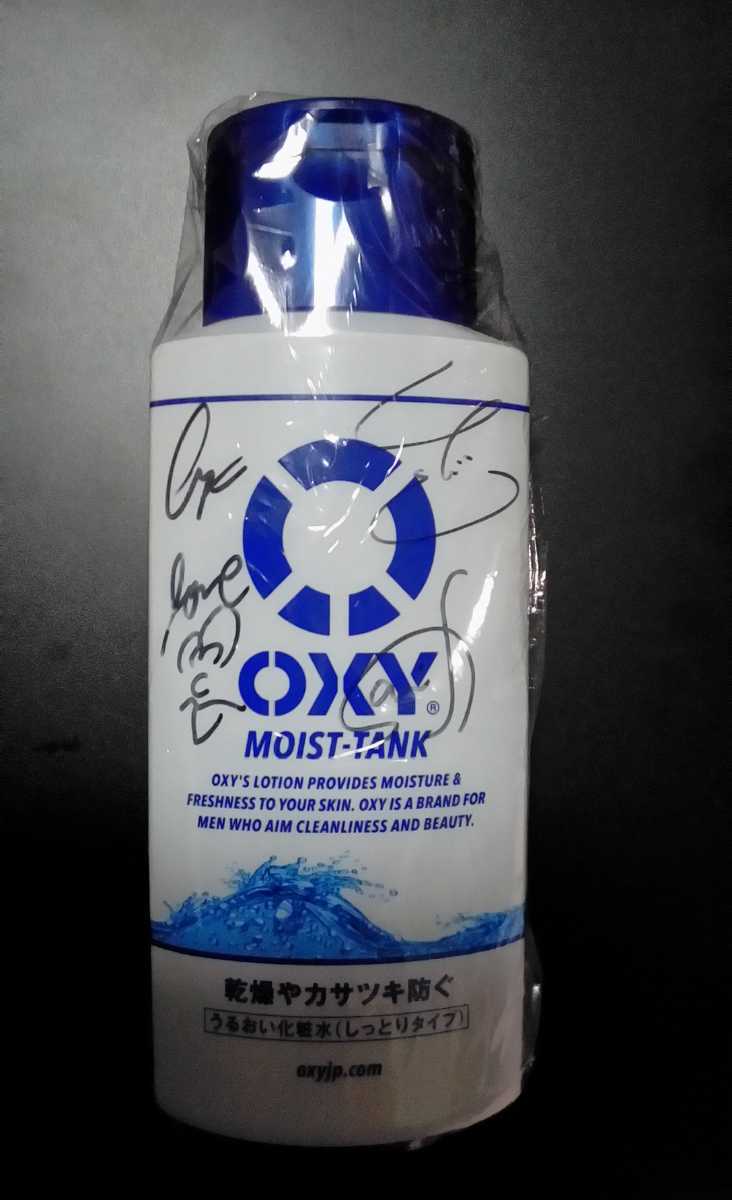 OXY®
MOIST-TANK
OXY'S LOTION PROVIDES MOISTURE &
FRESHNESS TO YOUR SKIN. OXY IS A BRAND FOR
MEN WHO AIM CLEANLINESS AND BEAUTY.
乾燥やカサツキ防ぐ
うるおい化粧水(しっとりタイプ)
oxyjp.com